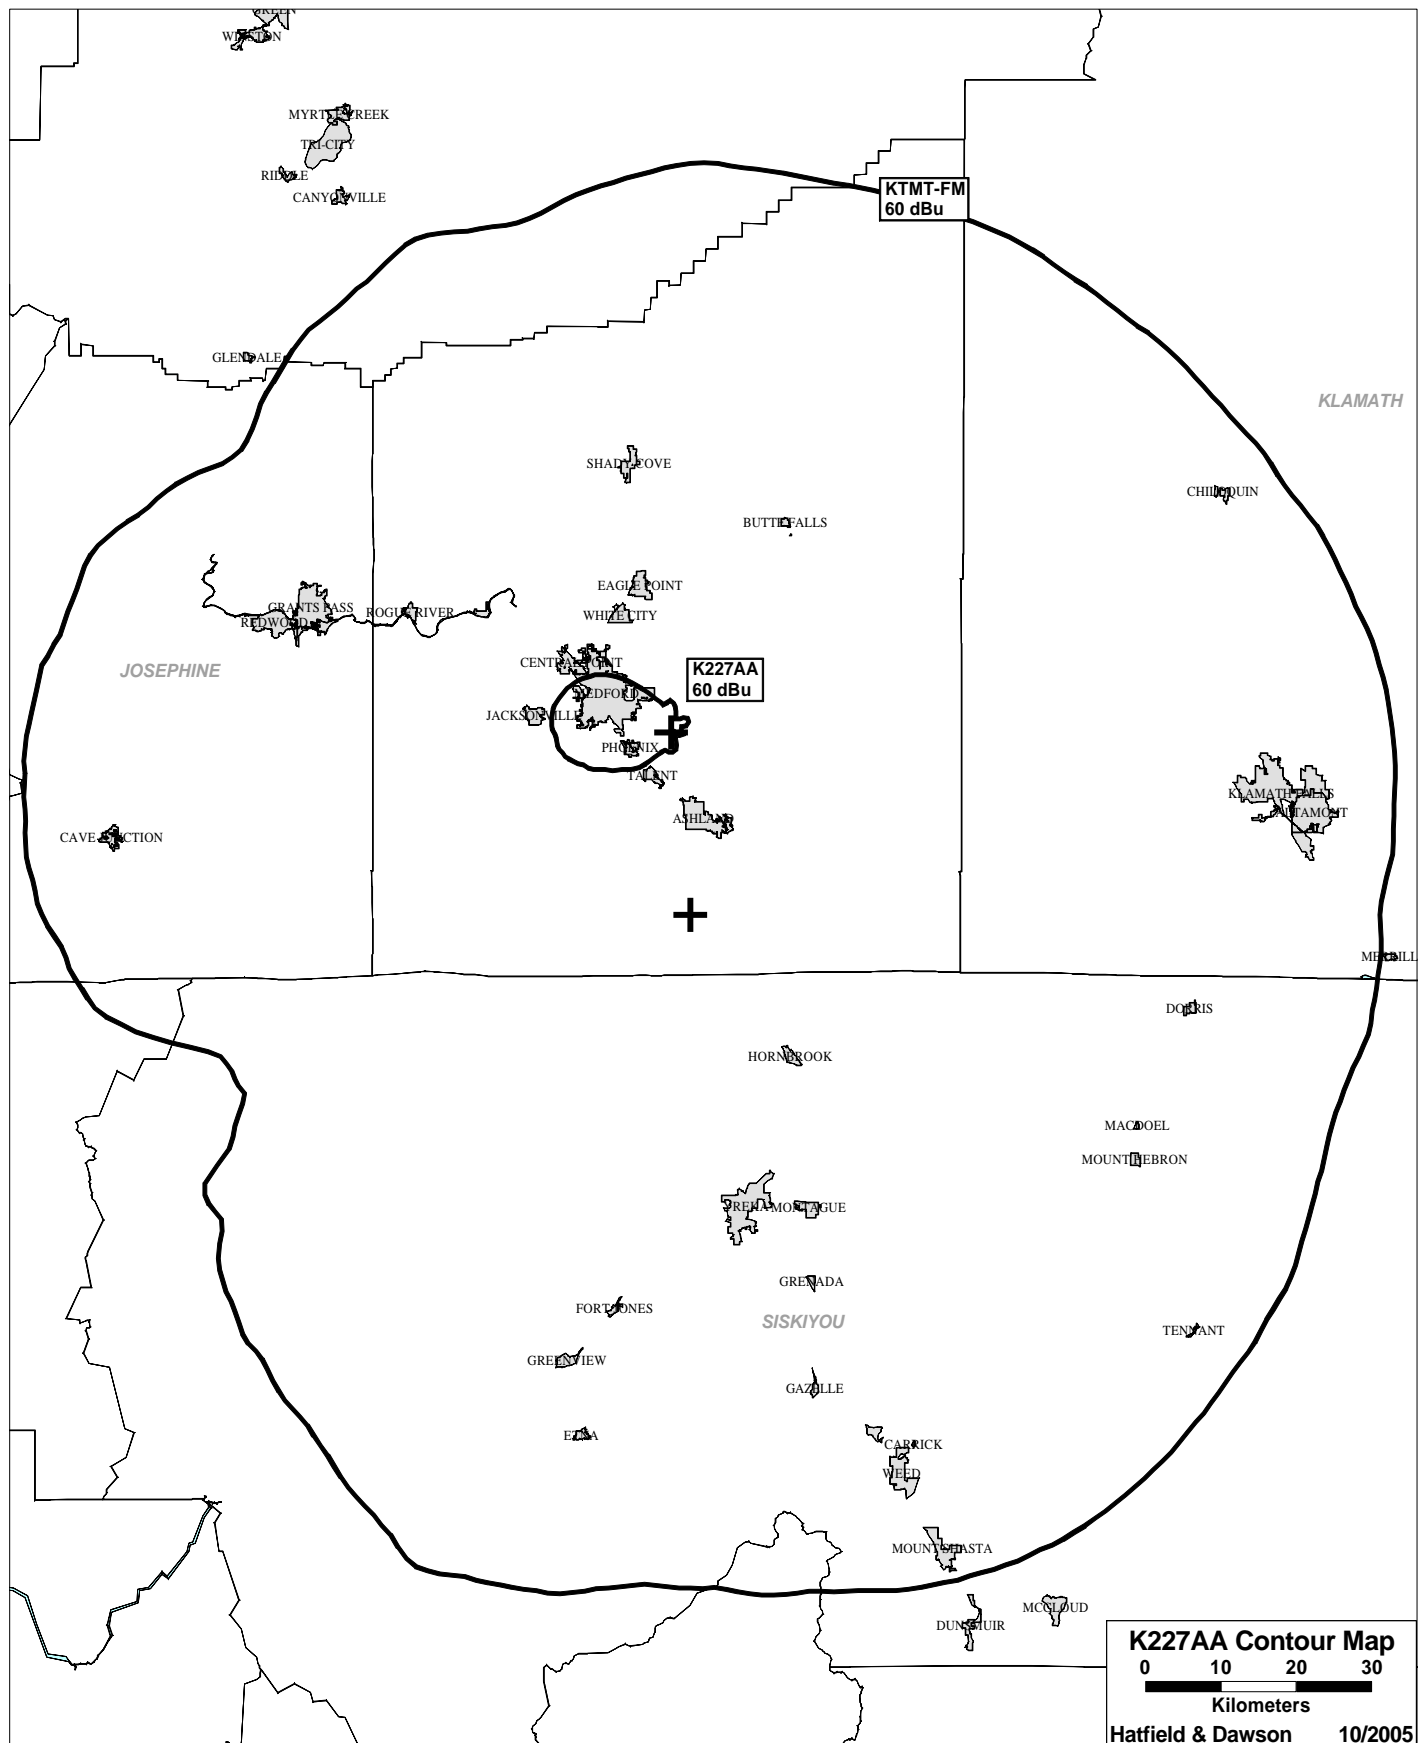 GREEN
WINSTON
MYRTLE CREEK
TRI-CITY
RIDDLE
CANYONVILLE
KTMT-FM
60 dBu
GLENDALE
KLAMATH
SHADY COVE
CHILOQUIN
BUTTE FALLS
EAGLE POINT
GRANTS PASS
ROGUE RIVER
WHITE CITY
REDWOOD
CENTRAL POINT
JOSEPHINE
K227AA
60 dBu
MEDFORD
JACKSONVILLE
PHOENIX
TALENT
KLAMATH FALLS
ALTAMONT
ASHLAND
CAVE JUNCTION
MERRILL
DORRIS
HORNBROOK
MACDOEL
MOUNT HEBRON
YREKA
MONTAGUE
GRENADA
FORT JONES
SISKIYOU
TENNANT
GREENVIEW
GAZELLE
ETNA
CARRICK
WEED
MOUNT SHASTA
MCCLOUD
DUNSMUIR
K227AA Contour Map
0 10 20 30
Kilometers
Hatfield & Dawson 10/2005